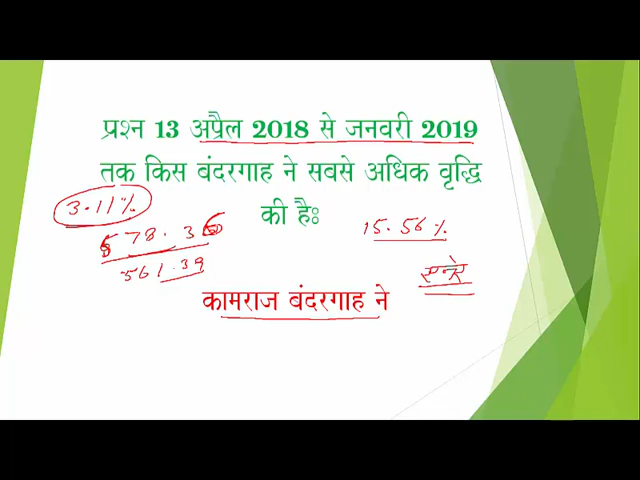 प्रश्न 13 अप्रैल 2018 से जनवरी 2019
तक किस बंदरगाह ने सबसे अधिक वृद्धि
की हैः
3.11%
578.36
561.39
15.56%
कामराज बंदरगाह ने